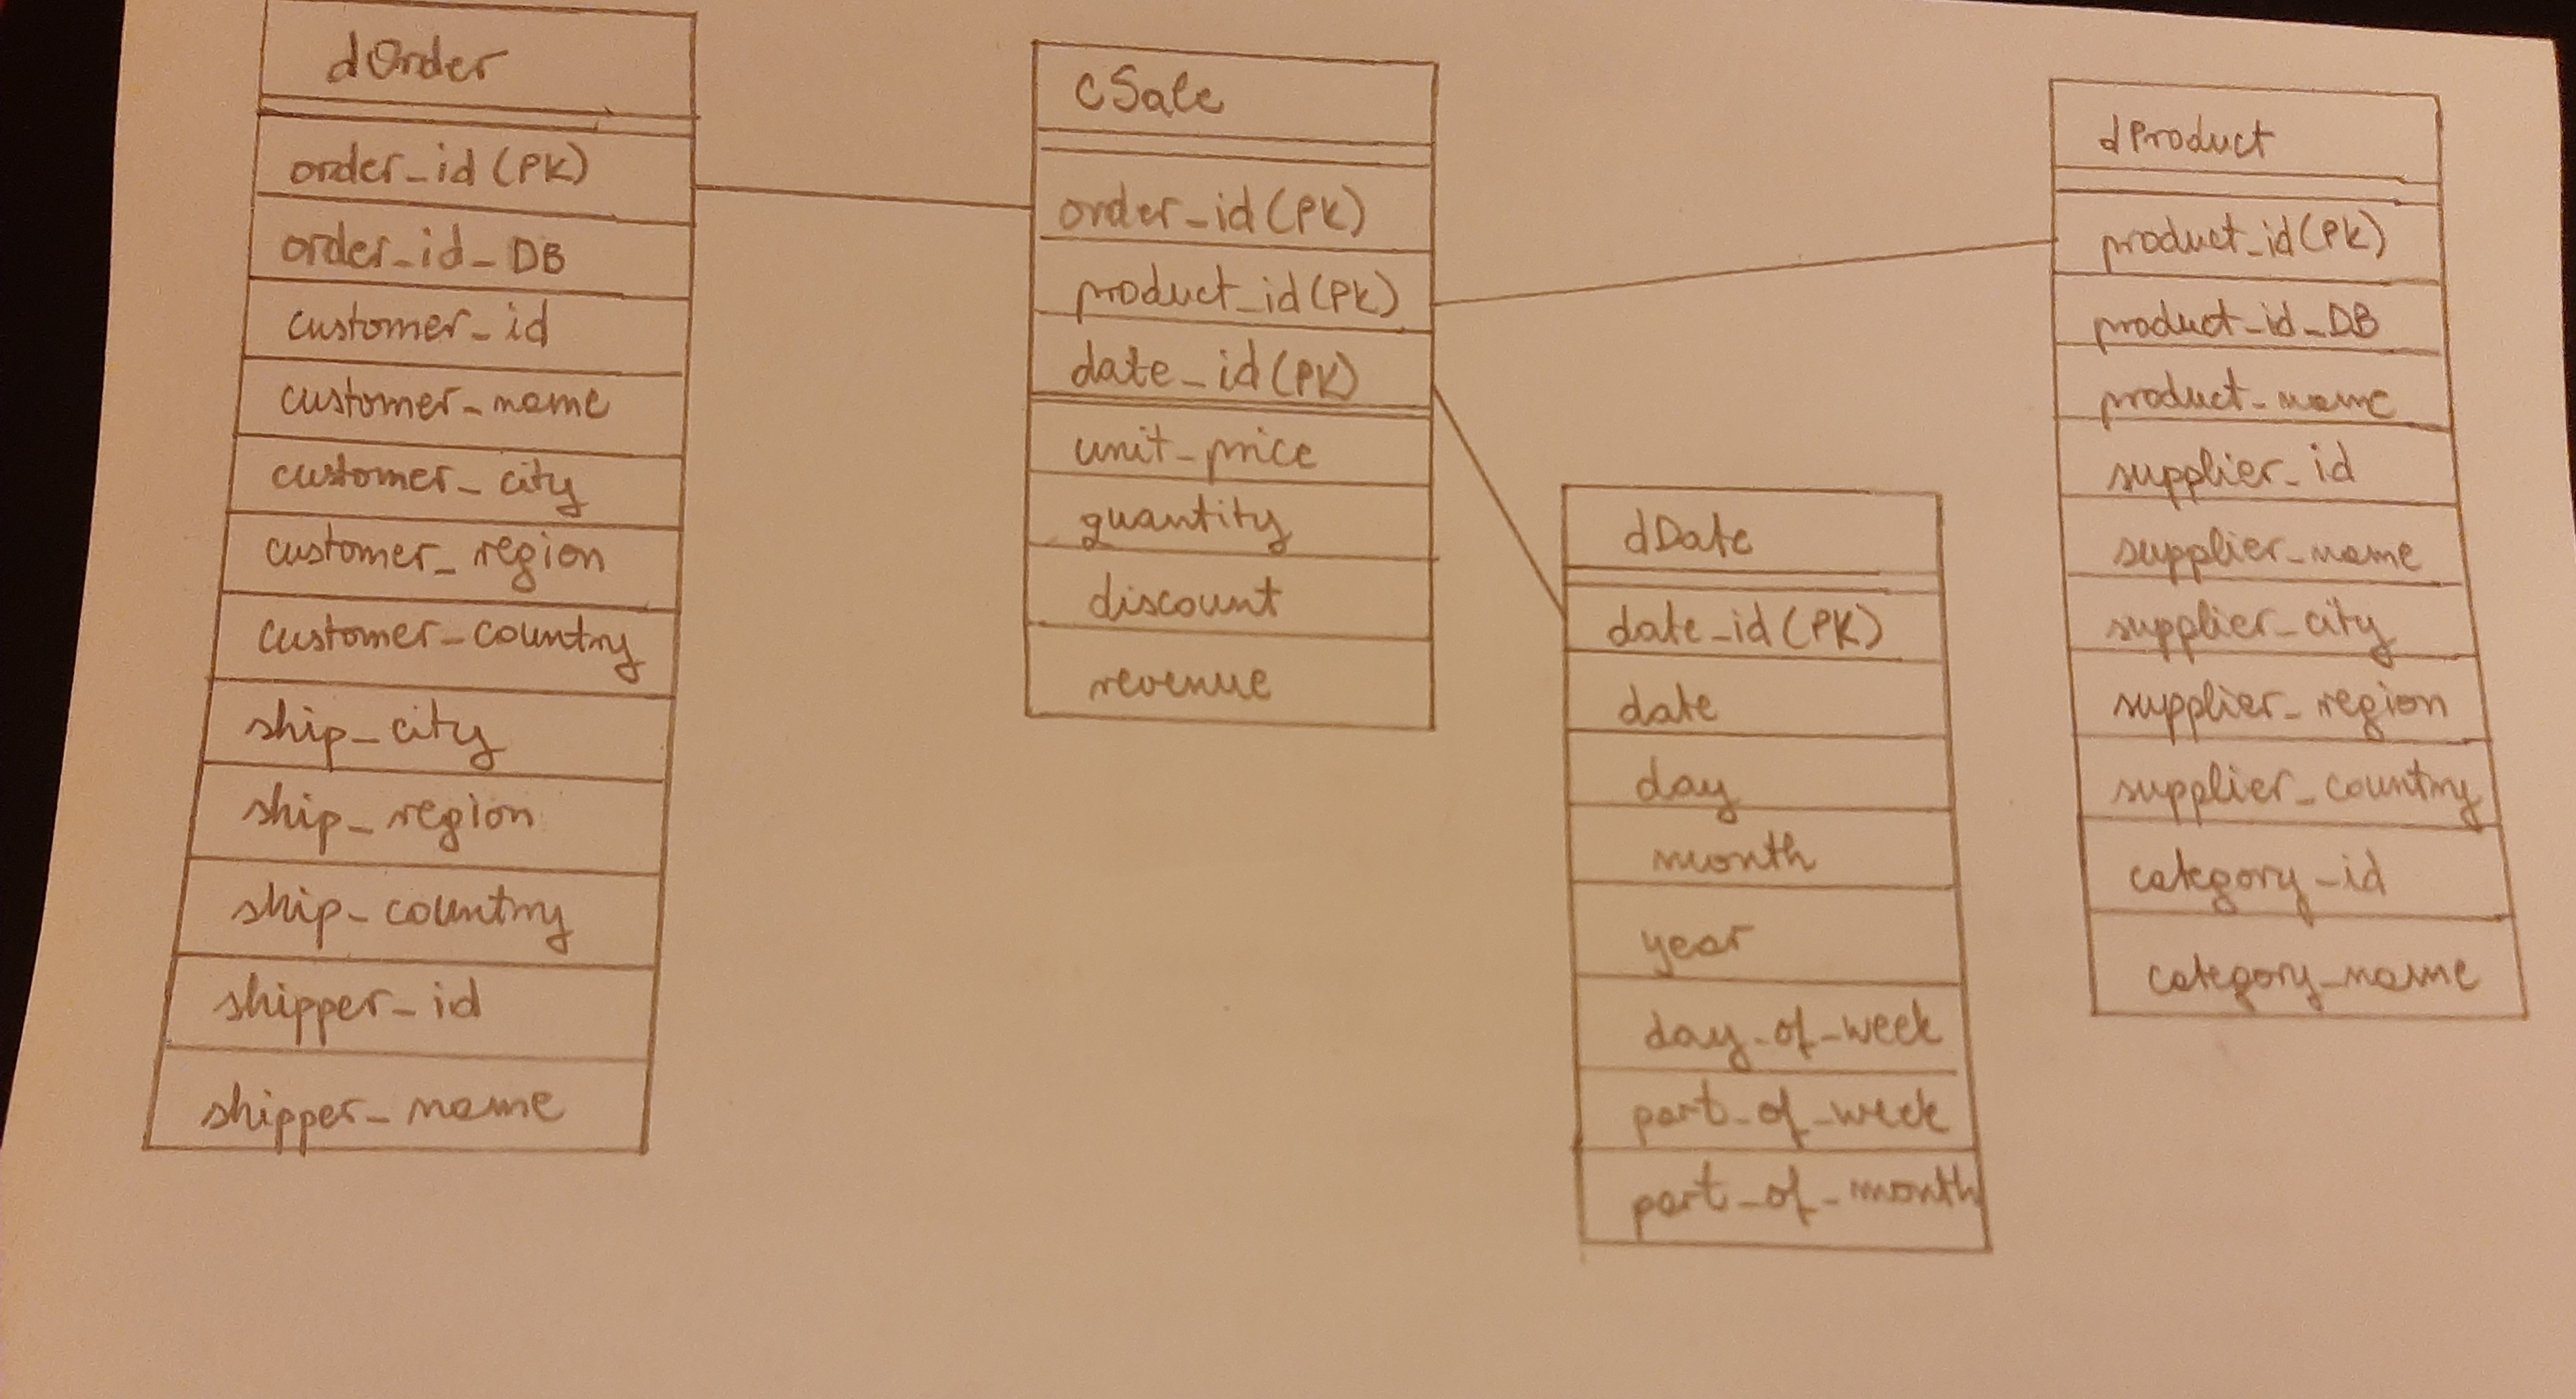 dOrder
order_id (PK)
order_id_DB
customer_id
customer_name
customer_city
customer_region
customer_country
ship_city
ship_region
ship_country
shipper_id
shipper_name
cSale
order_id (PK)
product_id (PK)
date_id (PK)
unit_price
quantity
discount
revenue
dDate
date_id (PK)
date
day
month
year
day_of_week
part_of_week
part_of_month
dProduct
product_id (PK)
product_id_DB
product_name
supplier_id
supplier_name
supplier_city
supplier_region
supplier_country
category_id
category_name